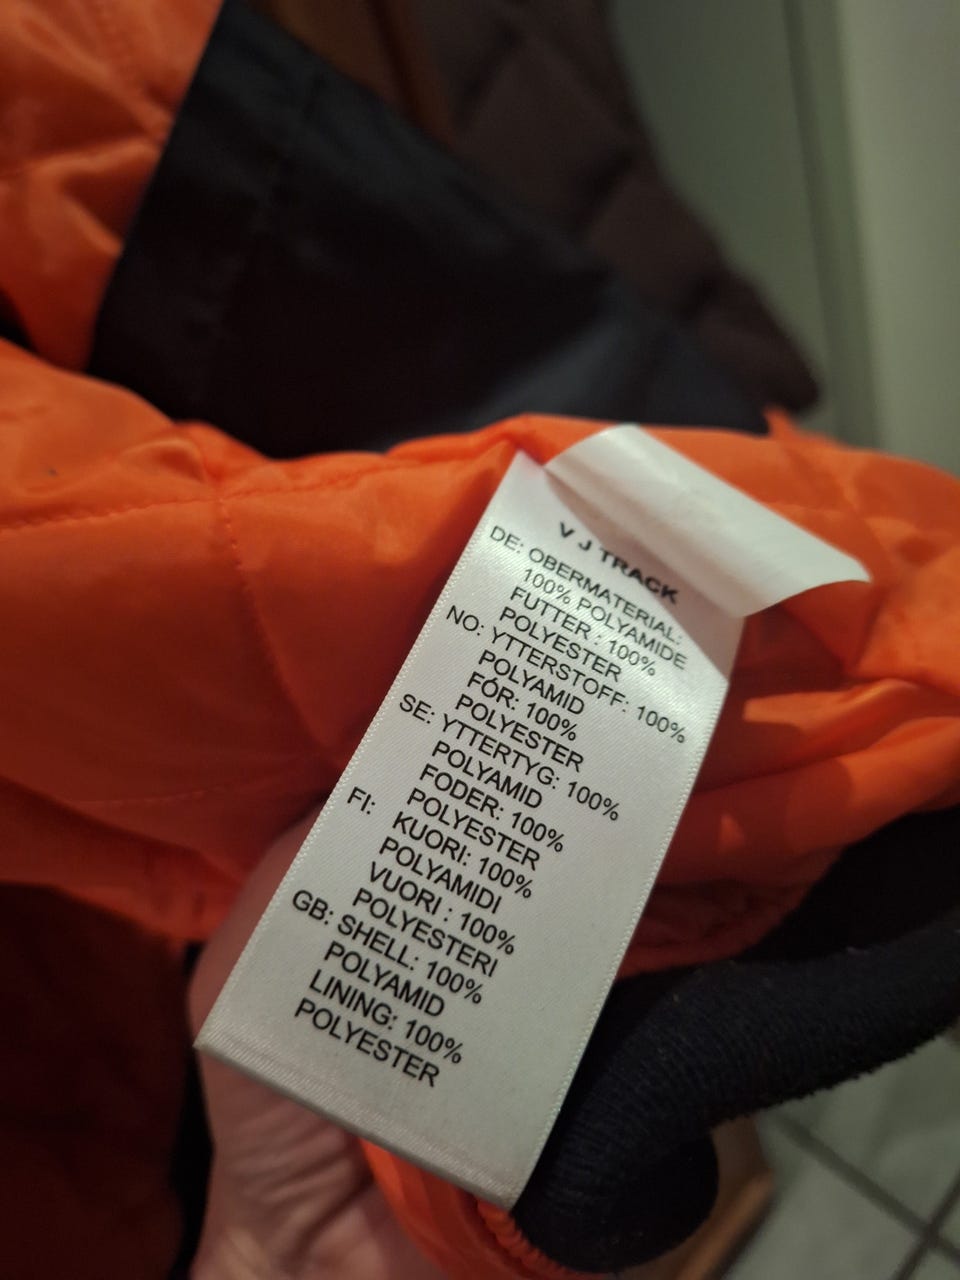 V J TRACK
DE: OBERMATERIAL:
100% POLYAMIDE
FUTTER : 100%
POLYESTER
NO: YTTERSTOFF: 100%
POLYAMID
FÓR: 100%
POLYESTER
SE: YTTERTYG: 100%
POLYAMID
FODER: 100%
POLYESTER
FI: KUORI: 100%
POLYAMIDI
VUORI : 100%
POLYESTERI
GB: SHELL: 100%
POLYAMID
LINING: 100%
POLYESTER